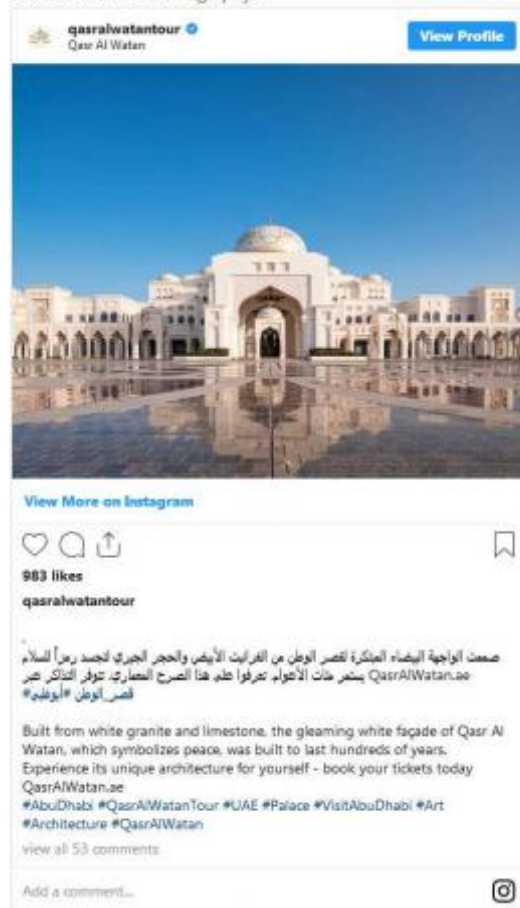 qasralwatantour
Qasr Al Watan
View Profile
View More on Instagram
983 likes
qasralwatantour
صممت الواجهة البيضاء المبتكرة لقصر الوطن من الغرانيت الأبيض والحجر الجيري لتجسد رمزاً للسلام
يستمر مئات الأعوام. تعرفوا على هذا الصرح المعماري. تتوفر التذاكر عبر QasrAlWatan.ae
#قصر_الوطن #أبوظبي
Built from white granite and limestone, the gleaming white façade of Qasr Al
Watan, which symbolizes peace, was built to last hundreds of years.
Experience its unique architecture for yourself - book your tickets today
QasrAlWatan.ae
#AbuDhabi #QasrAlWatanTour #UAE #Palace #VisitAbuDhabi #Art
#Architecture #QasrAlWatan
view all 53 comments
Add a comment...